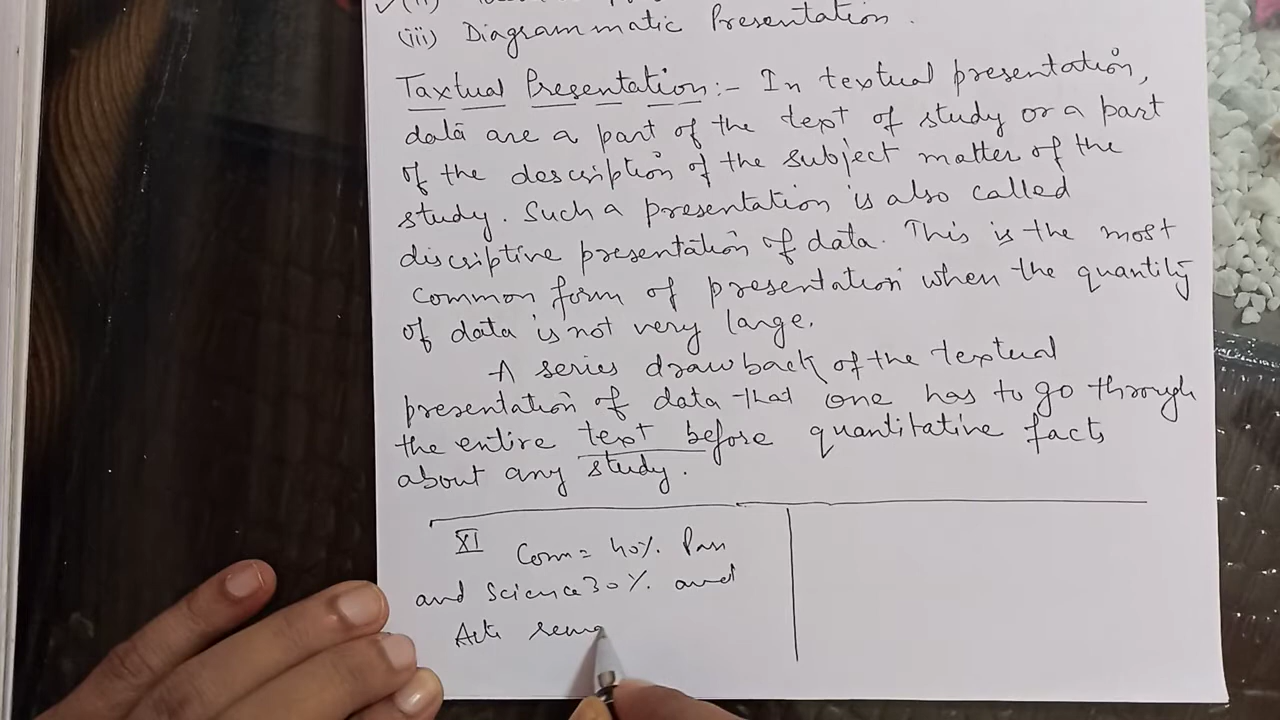 (ii)
(iii) Diagrammatic Presentation.
Taxtual Presentation:- In textual presentation,
data are a part of the text of study or a part
of the description of the subject matter of the
study. Such a presentation is also called
discriptive presentation of data. This is the most
common form of presentation when the quantity
of data is not very large.
A series drawback of the textual
presentation of data that one has to go through
the entire text before quantitative facts
about any study.
XI Com = 40%. Pass
and Science 30%. and
Arts rema